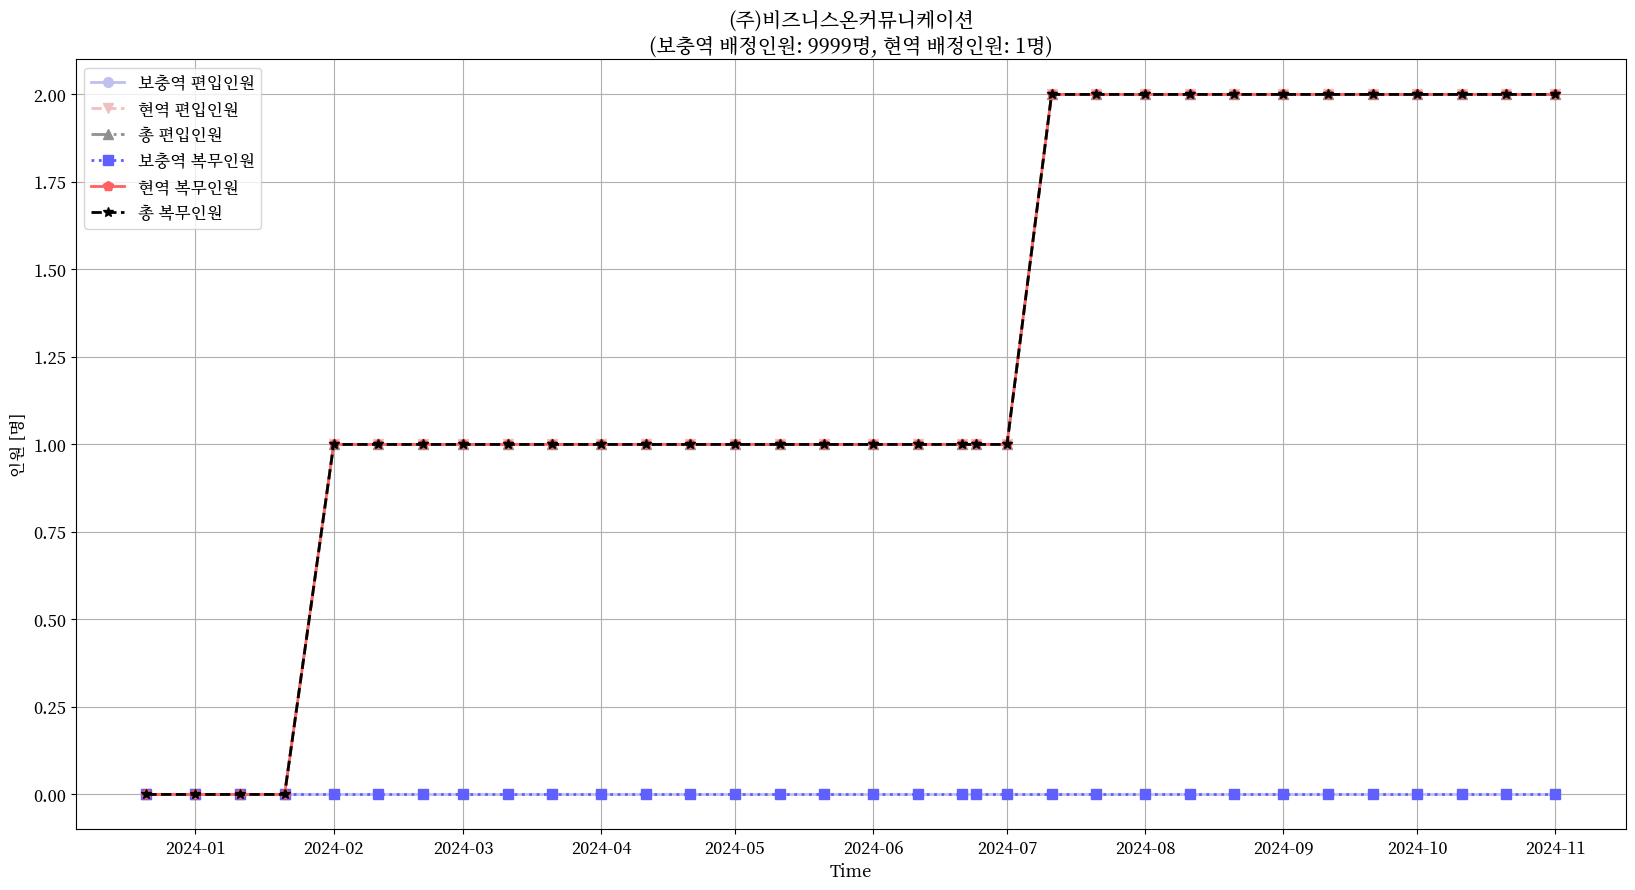 (주)비즈니스온커뮤니케이션
(보충역 배정인원: 9999명, 현역 배정인원: 1명)
보충역 편입인원
현역 편입인원
총 편입인원
보충역 복무인원
현역 복무인원
총 복무인원
2.00
1.75
1.50
1.25
1.00
0.75
0.50
0.25
0.00
인원 [명]
2024-01 2024-02 2024-03 2024-04 2024-05 2024-06 2024-07 2024-08 2024-09 2024-10 2024-11
Time